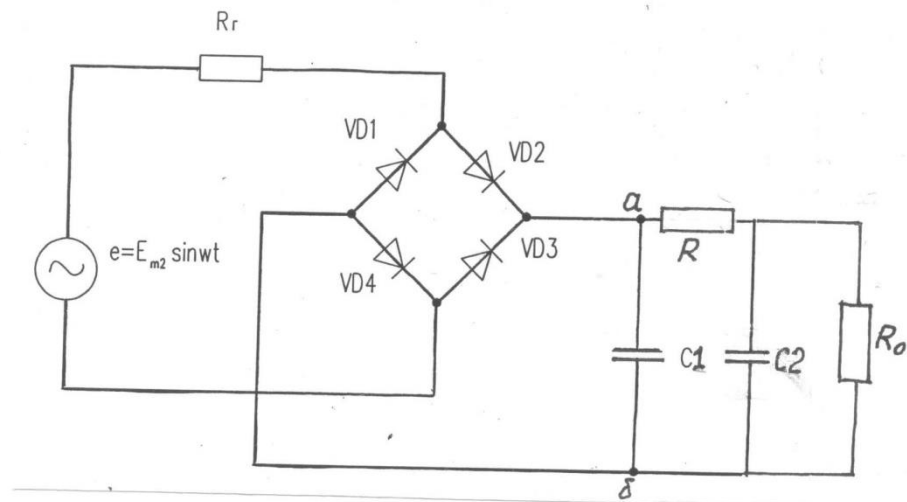 Rr
VD1
VD2
a
R
e=Em2 sinwt
VD4
VD3
C1
C2
Ro
б